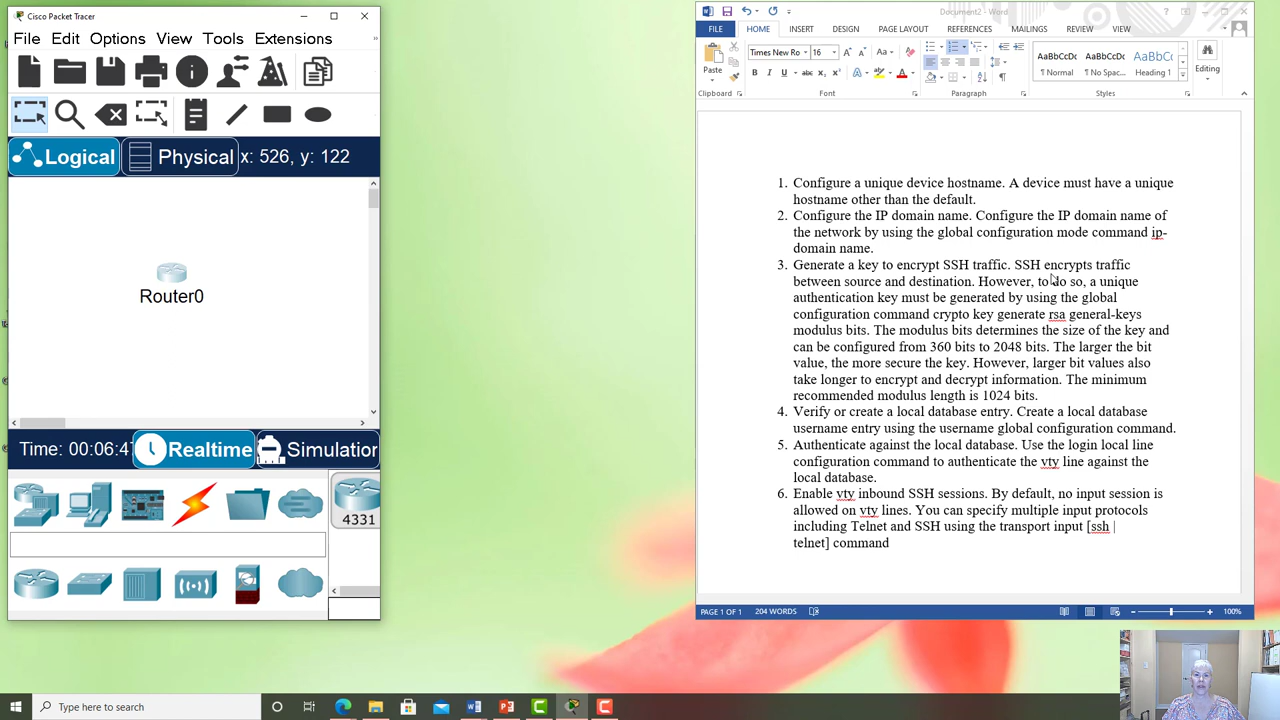 Cisco Packet Tracer
File Edit Options View Tools Extensions
Logical Physical x: 526, y: 122
Router0
Time: 00:06:47 Realtime Simulation
4331
Document2 - Word
FILE HOME INSERT DESIGN PAGE LAYOUT REFERENCES MAILINGS REVIEW VIEW
Times New Ro 16
Paste
Clipboard Font Paragraph Styles
AaBbCcDc AaBbCcDc AaBbC
¶ Normal ¶ No Spac... Heading 1
Editing
1. Configure a unique device hostname. A device must have a unique
hostname other than the default.
2. Configure the IP domain name. Configure the IP domain name of
the network by using the global configuration mode command ip-
domain name.
3. Generate a key to encrypt SSH traffic. SSH encrypts traffic
between source and destination. However, to do so, a unique
authentication key must be generated by using the global
configuration command crypto key generate rsa general-keys
modulus bits. The modulus bits determines the size of the key and
can be configured from 360 bits to 2048 bits. The larger the bit
value, the more secure the key. However, larger bit values also
take longer to encrypt and decrypt information. The minimum
recommended modulus length is 1024 bits.
4. Verify or create a local database entry. Create a local database
username entry using the username global configuration command.
5. Authenticate against the local database. Use the login local line
configuration command to authenticate the vty line against the
local database.
6. Enable vty inbound SSH sessions. By default, no input session is
allowed on vty lines. You can specify multiple input protocols
including Telnet and SSH using the transport input [ssh |
telnet] command
PAGE 1 OF 1 204 WORDS
100%
Type here to search